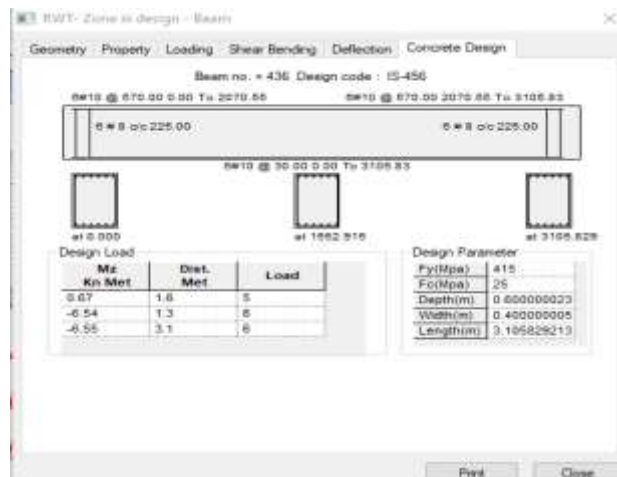 RWT- Zone iii design - Beam
Geometry Property Loading Shear Bending Deflection Concrete Design
Beam no. = 436 Design code : IS-456
6#10 @ 570.00 0.00 To 2070.55 6#10 @ 570.00 2070.55 To 3105.83
6 # 8 c/c 225.00 6 # 8 c/c 225.00
6#10 @ 30.00 0.00 To 3105.83
at 0.000 at 1552.915 at 3105.829
Design Load Design Parameter
Mz Dist. Load
Kn Met Met
0.67 1.6 5
-6.54 1.3 6
-6.55 3.1 6
Fy(Mpa) 415
Fc(Mpa) 25
Depth(m) 0.600000023
Width(m) 0.400000005
Length(m) 3.105829213
Print Close